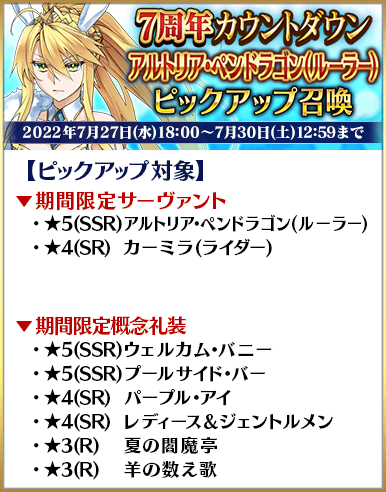 7周年カウントダウン
アルトリア・ペンドラゴン(ルーラー)
ピックアップ召喚
2022年7月27日(水)18:00～7月30日(土)12:59まで
【ピックアップ対象】
▼期間限定サーヴァント
・★5(SSR)アルトリア・ペンドラゴン(ルーラー)
・★4(SR) カーミラ(ライダー)
▼期間限定概念礼装
・★5(SSR)ウェルカム・バニー
・★5(SSR)プールサイド・バー
・★4(SR) パープル・アイ
・★4(SR) レディース＆ジェントルメン
・★3(R) 夏の閻魔亭
・★3(R) 羊の数え歌